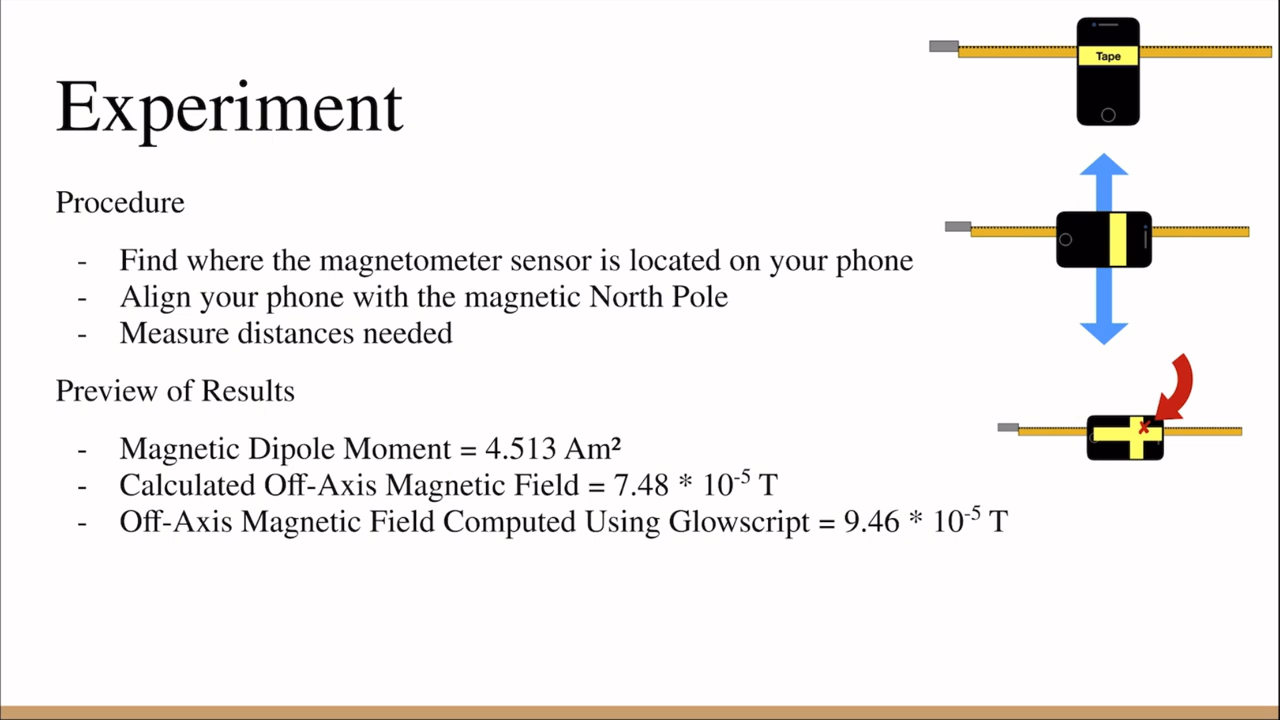 Experiment
Tape
Procedure
- Find where the magnetometer sensor is located on your phone
- Align your phone with the magnetic North Pole
- Measure distances needed
Preview of Results
- Magnetic Dipole Moment = 4.513 Am²
- Calculated Off-Axis Magnetic Field = 7.48 * 10⁻⁵ T
- Off-Axis Magnetic Field Computed Using Glowscript = 9.46 * 10⁻⁵ T